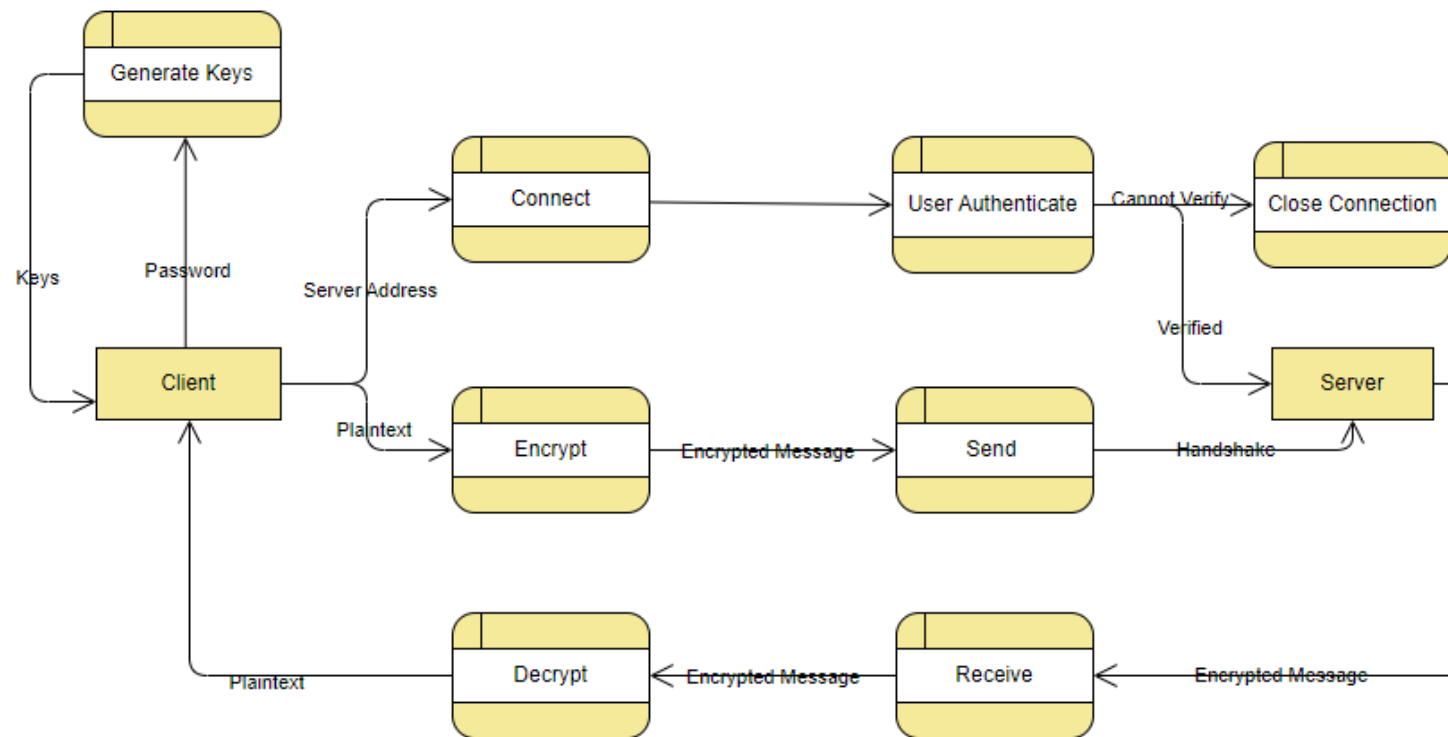 Generate Keys
Connect
User Authenticate
Cannot Verify
Close Connection
Keys
Password
Server Address
Verified
Client
Server
Plaintext
Encrypt
Encrypted Message
Send
Handshake
Plaintext
Decrypt
Encrypted Message
Receive
Encrypted Message